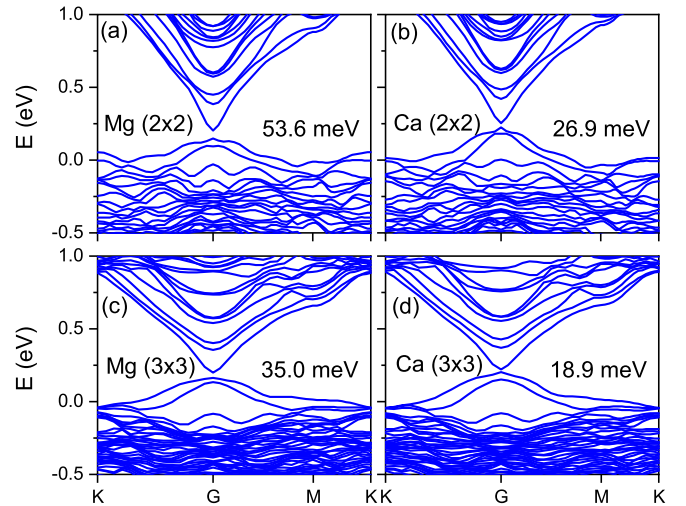 1.0
(a)
(b)
0.5
E (eV)
Mg (2x2)
53.6 meV
Ca (2x2)
26.9 meV
0.0
-0.5
1.0
(c)
(d)
0.5
E (eV)
Mg (3x3)
35.0 meV
Ca (3x3)
18.9 meV
0.0
-0.5
K
G
M
K
K
G
M
K